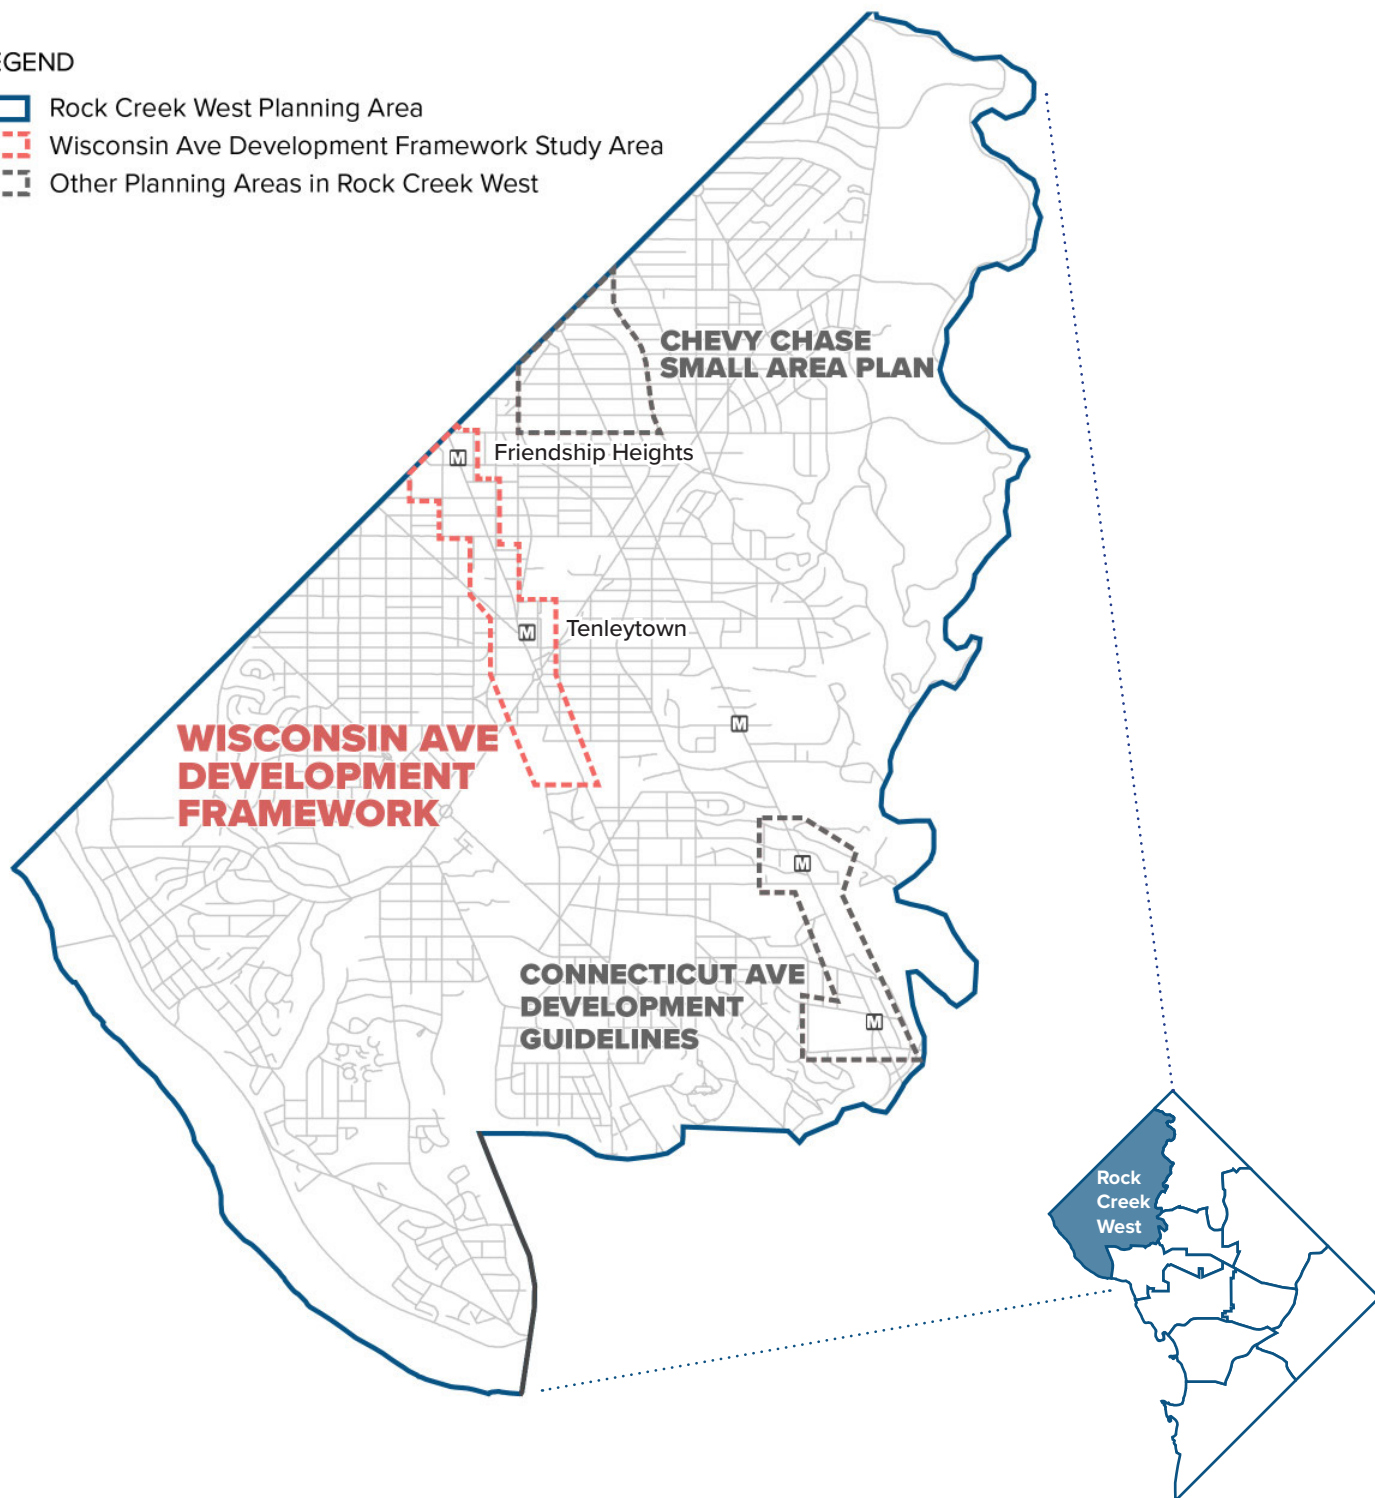 EGEND
Rock Creek West Planning Area
Wisconsin Ave Development Framework Study Area
Other Planning Areas in Rock Creek West
CHEVY CHASE
SMALL AREA PLAN
M
Friendship Heights
M
Tenleytown
M
WISCONSIN AVE
DEVELOPMENT
FRAMEWORK
M
CONNECTICUT AVE
DEVELOPMENT
GUIDELINES
M
Rock
Creek
West